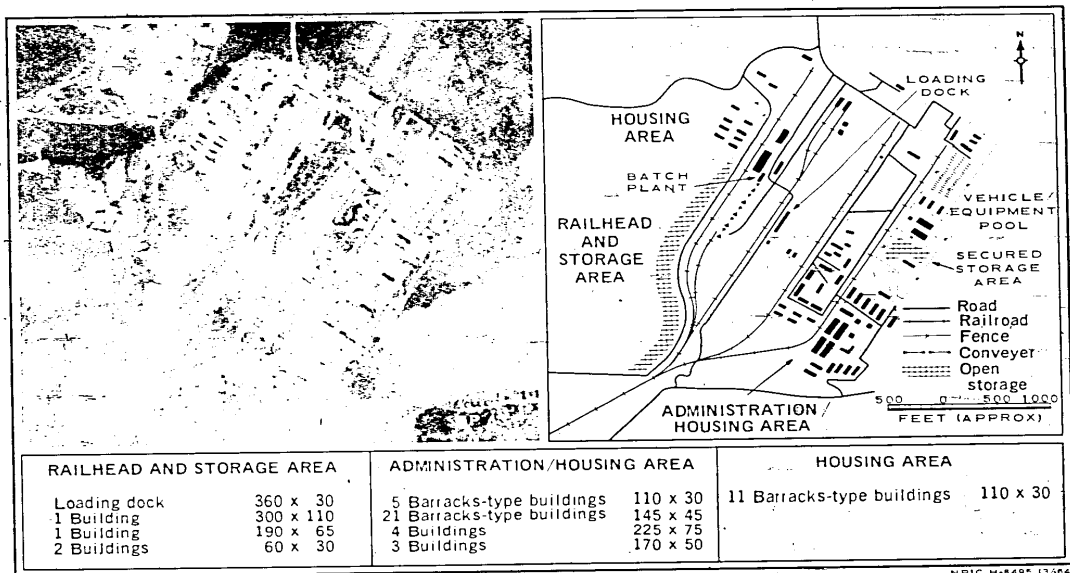 N
LOADING
DOCK
HOUSING
AREA
BATCH
PLANT
RAILHEAD
AND
STORAGE
AREA
VEHICLE/
EQUIPMENT
POOL
SECURED
STORAGE
AREA
Road
Railroad
Fence
Conveyer
Open
storage
500 0 500 1,000
FEET (APPROX)
ADMINISTRATION/
HOUSING AREA
RAILHEAD AND STORAGE AREA
Loading dock 360 x 30
1 Building 300 x 110
1 Building 190 x 65
2 Buildings 60 x 30
ADMINISTRATION/HOUSING AREA
5 Barracks-type buildings 110 x 30
21 Barracks-type buildings 145 x 45
4 Buildings 225 x 75
3 Buildings 170 x 50
HOUSING AREA
11 Barracks-type buildings 110 x 30